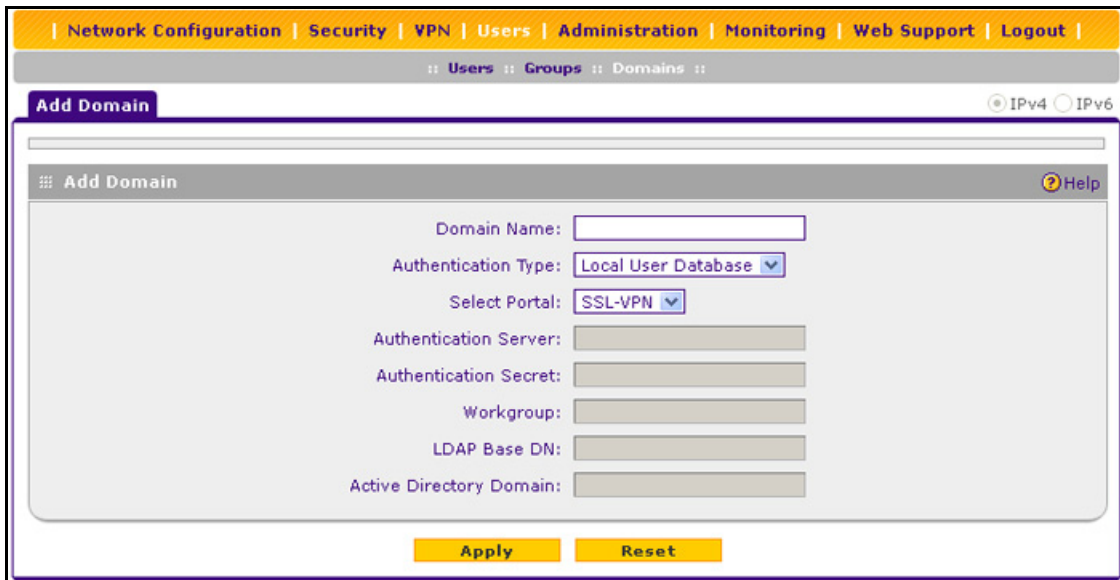 | Network Configuration | Security | VPN | Users | Administration | Monitoring | Web Support | Logout |
:: Users :: Groups :: Domains ::
Add Domain
IPv4 IPv6
Add Domain
? Help
Domain Name:
Authentication Type: Local User Database
Select Portal: SSL-VPN
Authentication Server:
Authentication Secret:
Workgroup:
LDAP Base DN:
Active Directory Domain:
Apply Reset